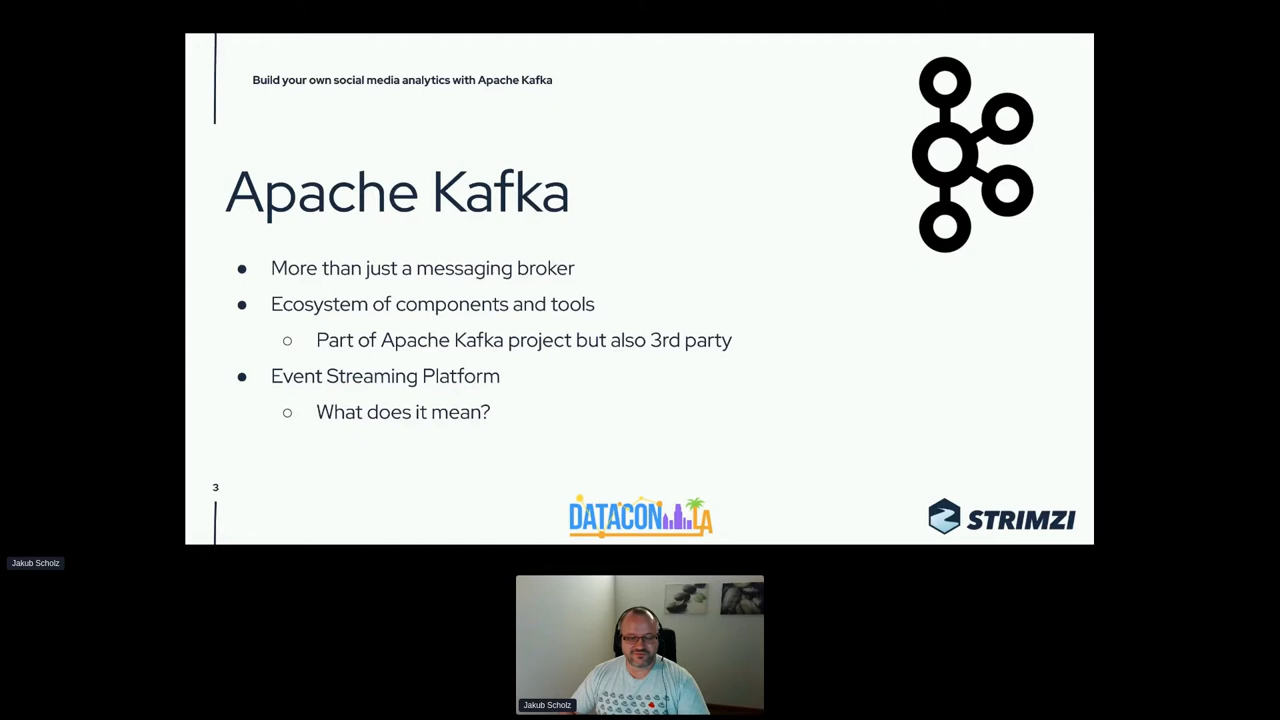 Build your own social media analytics with Apache Kafka
Apache Kafka
● More than just a messaging broker
● Ecosystem of components and tools
○ Part of Apache Kafka project but also 3rd party
● Event Streaming Platform
○ What does it mean?
3
DATACON LA
STRIMZI
Jakub Scholz
Jakub Scholz